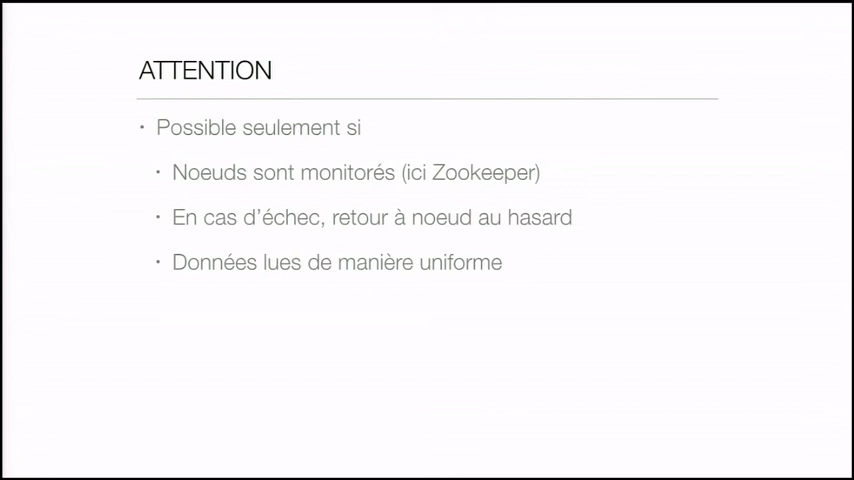 ATTENTION
• Possible seulement si
• Noeuds sont monitorés (ici Zookeeper)
• En cas d'échec, retour à noeud au hasard
• Données lues de manière uniforme